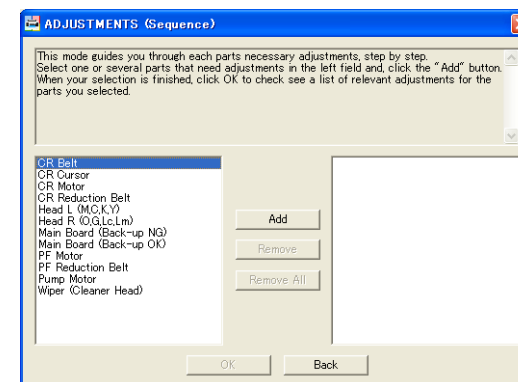 ADJUSTMENTS (Sequence)
This mode guides you through each parts necessary adjustments, step by step.
Select one or several parts that need adjustments in the left field and, click the "Add" button.
When your selection is finished, click OK to check see a list of relevant adjustments for the
parts you selected.
CR Belt
CR Cursor
CR Motor
CR Reduction Belt
Head L (M,C,K,Y)
Head R (O,G,Lc,Lm)
Main Board (Back-up NG)
Main Board (Back-up OK)
PF Motor
PF Reduction Belt
Pump Motor
Wiper (Cleaner Head)
Add
Remove
Remove All
OK
Back